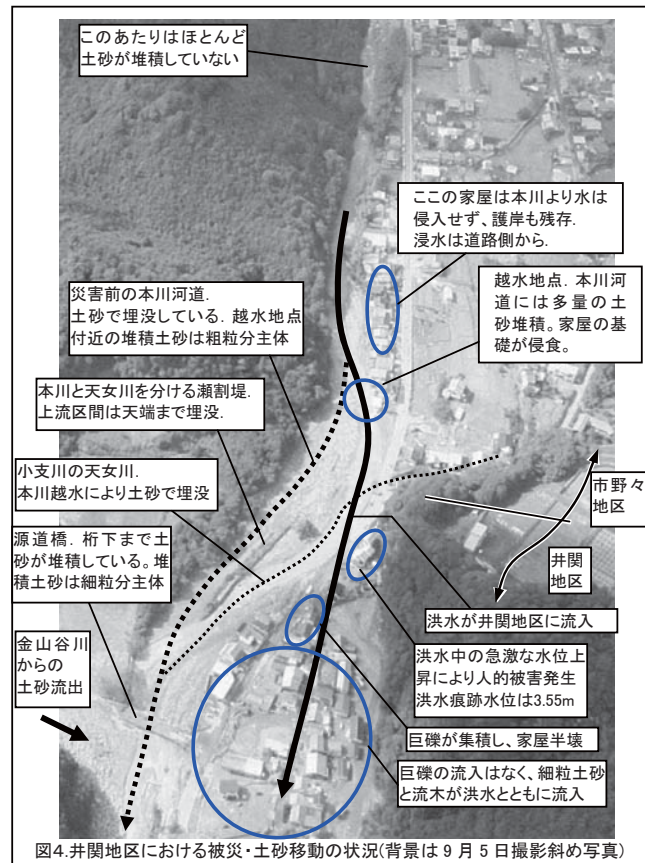 このあたりはほとんど
土砂が堆積していない
ここの家屋は本川より水は
侵入せず、護岸も残存.
浸水は道路側から.
越水地点. 本川河
道には多量の土
砂堆積。家屋の基
礎が侵食。
災害前の本川河道.
土砂で埋没している. 越水地点
付近の堆積土砂は粗粒分主体
本川と天女川を分ける瀬割堤.
上流区間は天端まで埋没.
小支川の天女川.
本川越水により土砂で埋没
市野々
地区
源道橋. 桁下まで土
砂が堆積している。堆
積土砂は細粒分主体
井関
地区
洪水が井関地区に流入
金山谷川
からの
土砂流出
洪水中の急激な水位上
昇により人的被害発生
洪水痕跡水位は3.55m
巨礫が集積し、家屋半壊
巨礫の流入はなく、細粒土砂
と流木が洪水とともに流入
図4.井関地区における被災・土砂移動の状況(背景は 9 月 5 日撮影斜め写真)